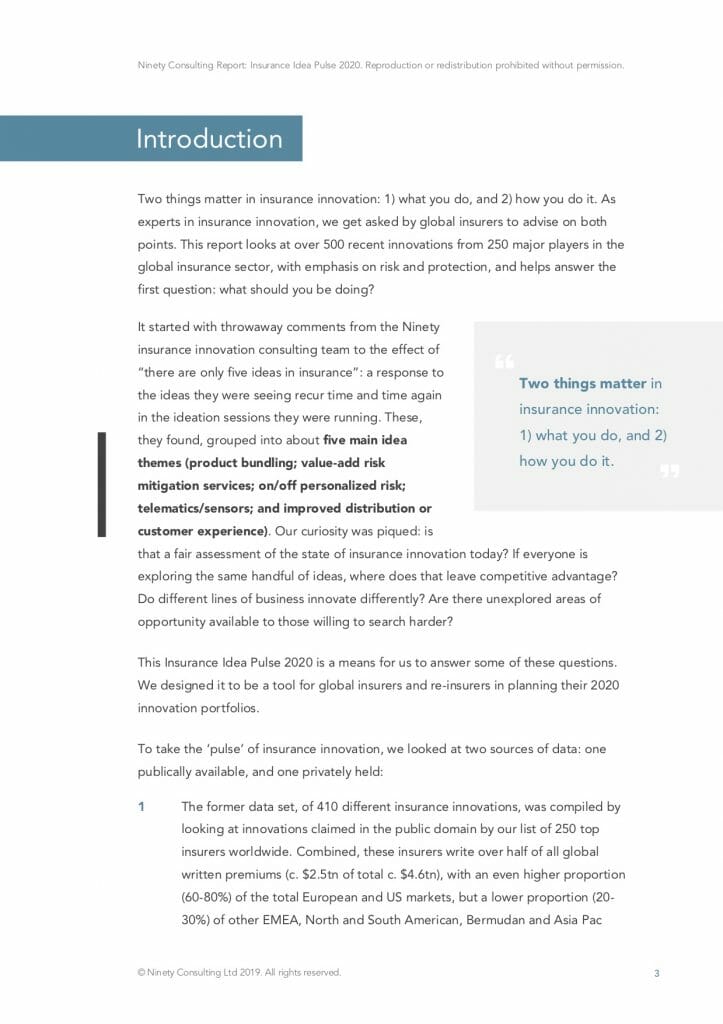 Ninety Consulting Report: Insurance Idea Pulse 2020. Reproduction or redistribution prohibited without permission.
Introduction
Two things matter in insurance innovation: 1) what you do, and 2) how you do it. As
experts in insurance innovation, we get asked by global insurers to advise on both
points. This report looks at over 500 recent innovations from 250 major players in the
global insurance sector, with emphasis on risk and protection, and helps answer the
first question: what should you be doing?
It started with throwaway comments from the Ninety
insurance innovation consulting team to the effect of
“there are only five ideas in insurance”: a response to
the ideas they were seeing recur time and time again
in the ideation sessions they were running. These,
they found, grouped into about five main idea
themes (product bundling; value-add risk
mitigation services; on/off personalized risk;
telematics/sensors; and improved distribution or
customer experience). Our curiosity was piqued: is
that a fair assessment of the state of insurance innovation today? If everyone is
exploring the same handful of ideas, where does that leave competitive advantage?
Do different lines of business innovate differently? Are there unexplored areas of
opportunity available to those willing to search harder?
“
Two things matter in
insurance innovation:
1) what you do, and 2)
how you do it.
”
This Insurance Idea Pulse 2020 is a means for us to answer some of these questions.
We designed it to be a tool for global insurers and re-insurers in planning their 2020
innovation portfolios.
To take the ‘pulse’ of insurance innovation, we looked at two sources of data: one
publically available, and one privately held:
1 The former data set, of 410 different insurance innovations, was compiled by
looking at innovations claimed in the public domain by our list of 250 top
insurers worldwide. Combined, these insurers write over half of all global
written premiums (c. $2.5tn of total c. $4.6tn), with an even higher proportion
(60-80%) of the total European and US markets, but a lower proportion (20-
30%) of other EMEA, North and South American, Bermudan and Asia Pac
© Ninety Consulting Ltd 2019. All rights reserved.
3